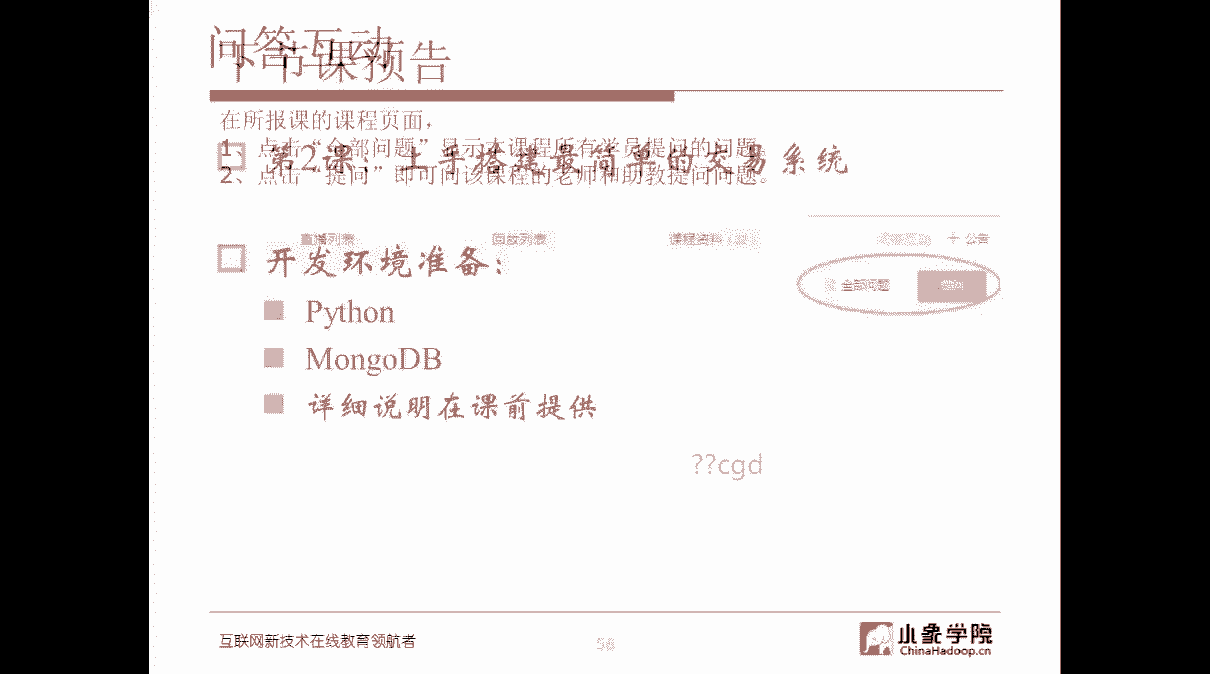 问答互动
下节课预告
在所报课的课程页面，
1、点击“全部问题”显示本课程所有学员提问的问题。
第2课：上手搭建最简单的交易系统
2、点击“提问”即可向该课程的老师和助教提问问题。
直播列表 回放列表 课程资料 + 公告
全部问题
开发环境准备：
Python
MongoDB
详细说明在课前提供
??cgd
互联网新技术在线教育领航者
小象学院
ChinaHadoop.cn